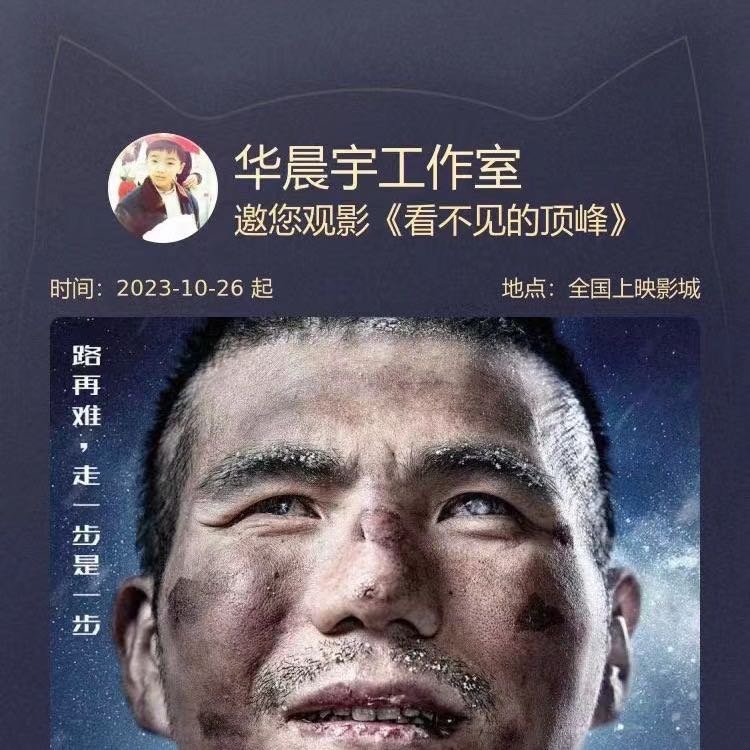 华晨宇工作室
邀您观影《看不见的顶峰》
时间：2023-10-26 起
地点：全国上映影城
路再难，走一步是一步